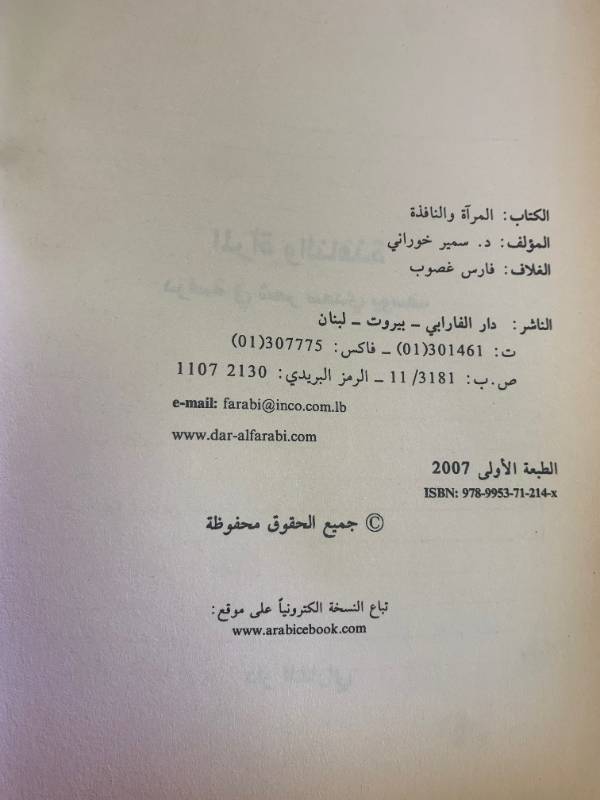 الكتاب: المرآة والنافذة
المؤلف: د. سمير خوراني
الغلاف: فارس غصوب
الناشر: دار الفارابي ـ بيروت ـ لبنان
ت: 301461(01) ـ فاكس: 307775(01)
ص.ب: 3181/ 11 ـ الرمز البريدي: 2130 1107
e-mail: farabi@inco.com.lb
www.dar-alfarabi.com
الطبعة الأولى 2007
ISBN: 978-9953-71-214-x
© جميع الحقوق محفوظة
تباع النسخة الكترونياً على موقع:
www.arabicebook.com